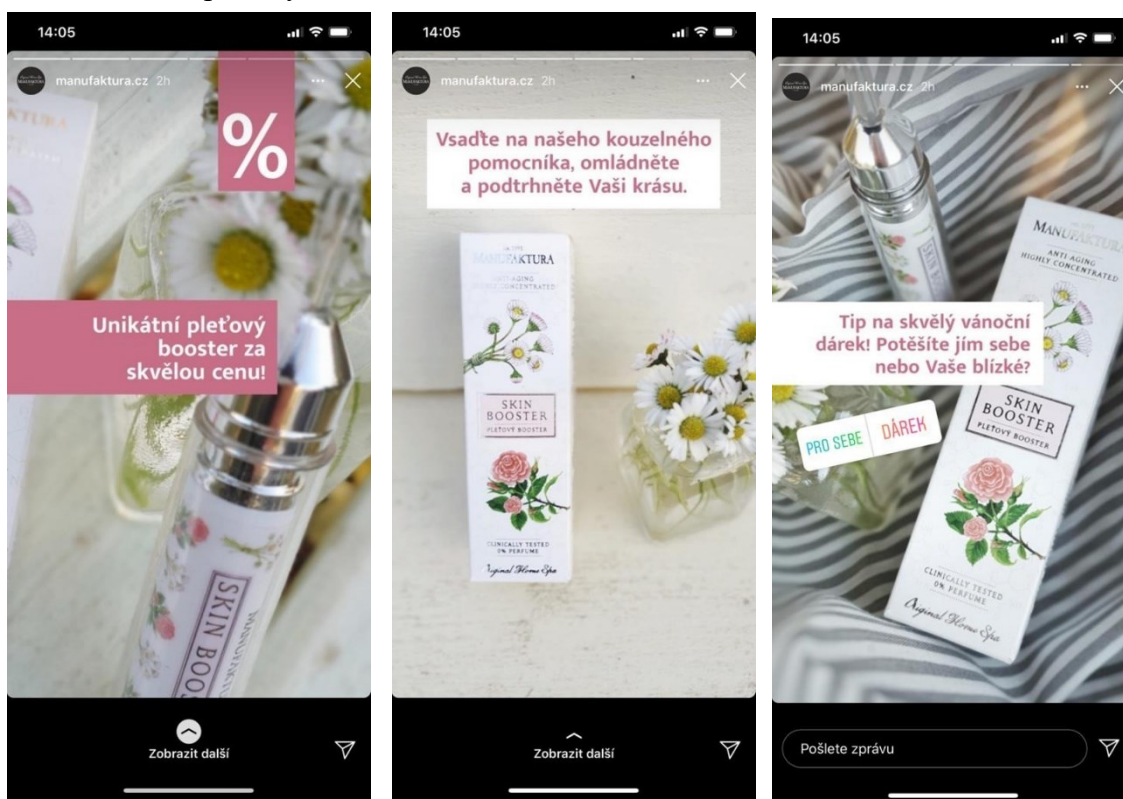 14:05
manufaktura.cz 2h
%
Unikátní pleťový
booster za
skvělou cenu!
SKIN BOOS
Zobrazit další
14:05
manufaktura.cz 2h
Vsaďte na našeho kouzelného
pomocníka, omládněte
a podtrhněte Vaši krásu.
MANUFAKTURA
ANTI-AGING
HIGHLY CONCENTRATED
SKIN
BOOSTER
PLEŤOVÝ BOOSTER
CLINICALLY TESTED
0% PERFUME
Original Home Spa
Zobrazit další
14:05
manufaktura.cz 2h
MANUFAKTURA
ANTI-AGING
HIGHLY CONCENTRATED
Tip na skvělý vánoční
dárek! Potěšíte jím sebe
nebo Vaše blízké?
PRO SEBE
DÁREK
SKIN
BOOSTER
PLEŤOVÝ BOOSTER
CLINICALLY TESTED
0% PERFUME
Original Home Spa
Pošlete zprávu